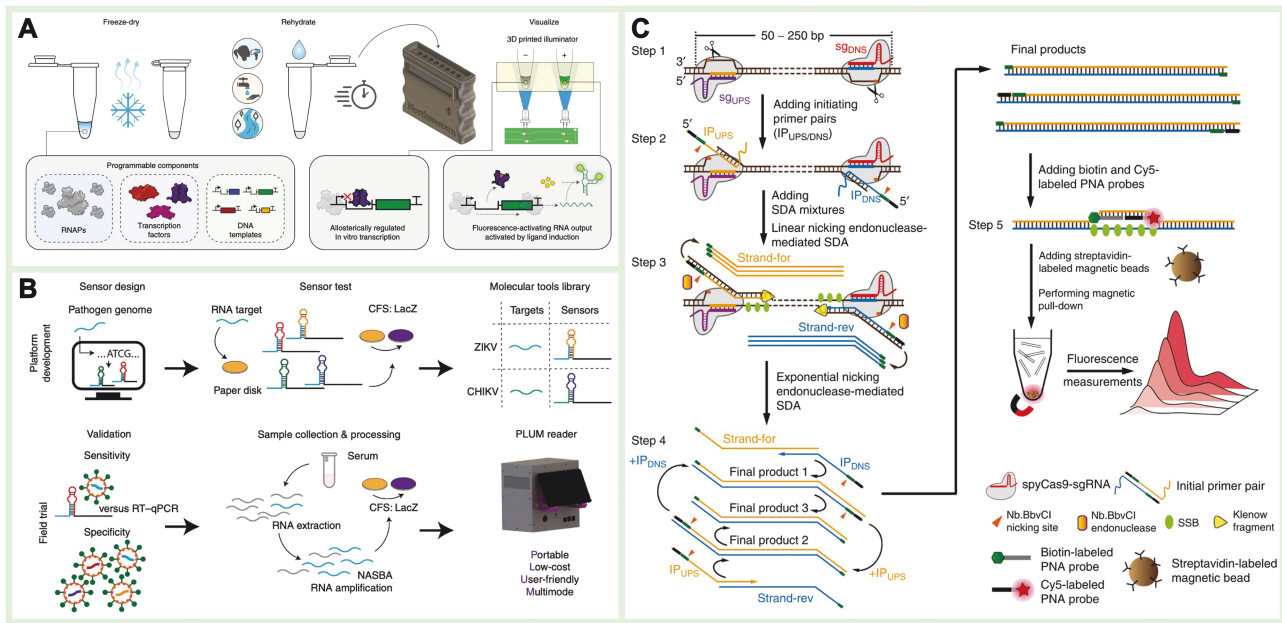 A
Freeze-dry
Rehydrate
Visualize
3D printed illuminator
− +
Northwestern
Programmable components
RNAPs
Transcription
factors
DNA
templates
Allosterically regulated
In vitro transcription
Fluorescence-activating RNA output
activated by ligand induction
B
Sensor design
Sensor test
Molecular tools library
Platform
development
Pathogen genome
...ATCG...
RNA target
CFS: LacZ
Paper disk
Targets Sensors
ZIKV
CHIKV
Field trial
Validation
Sensitivity
versus RT–qPCR
Specificity
Sample collection & processing
Serum
CFS: LacZ
RNA extraction
NASBA
RNA amplification
PLUM reader
Portable
Low-cost
User-friendly
Multimode
C
Step 1
50 ~ 250 bp
sgDNS
3′
5′
sgUPS
Adding initiating
primer pairs
(IPUPS/DNS)
Step 2
5′
IPUPS
IPDNS
5′
Adding
SDA mixtures
Linear nicking endonuclease-
mediated SDA
Step 3
Strand-for
Strand-rev
Exponential nicking
endonuclease-mediated
SDA
Step 4
Strand-for
+IPDNS
IPDNS
Final product 1
Final product 3
Final product 2
IPUPS
+IPUPS
Strand-rev
Final products
Adding biotin and Cy5-
labeled PNA probes
Step 5
Adding streptavidin-
labeled magnetic beads
Performing magnetic
pull-down
Fluorescence
measurements
spyCas9-sgRNA
Initial primer pair
Nb.BbvCI
nicking site
Nb.BbvCI
endonuclease
SSB
Klenow
fragment
Biotin-labeled
PNA probe
Cy5-labeled
PNA probe
Streptavidin-labeled
magnetic bead